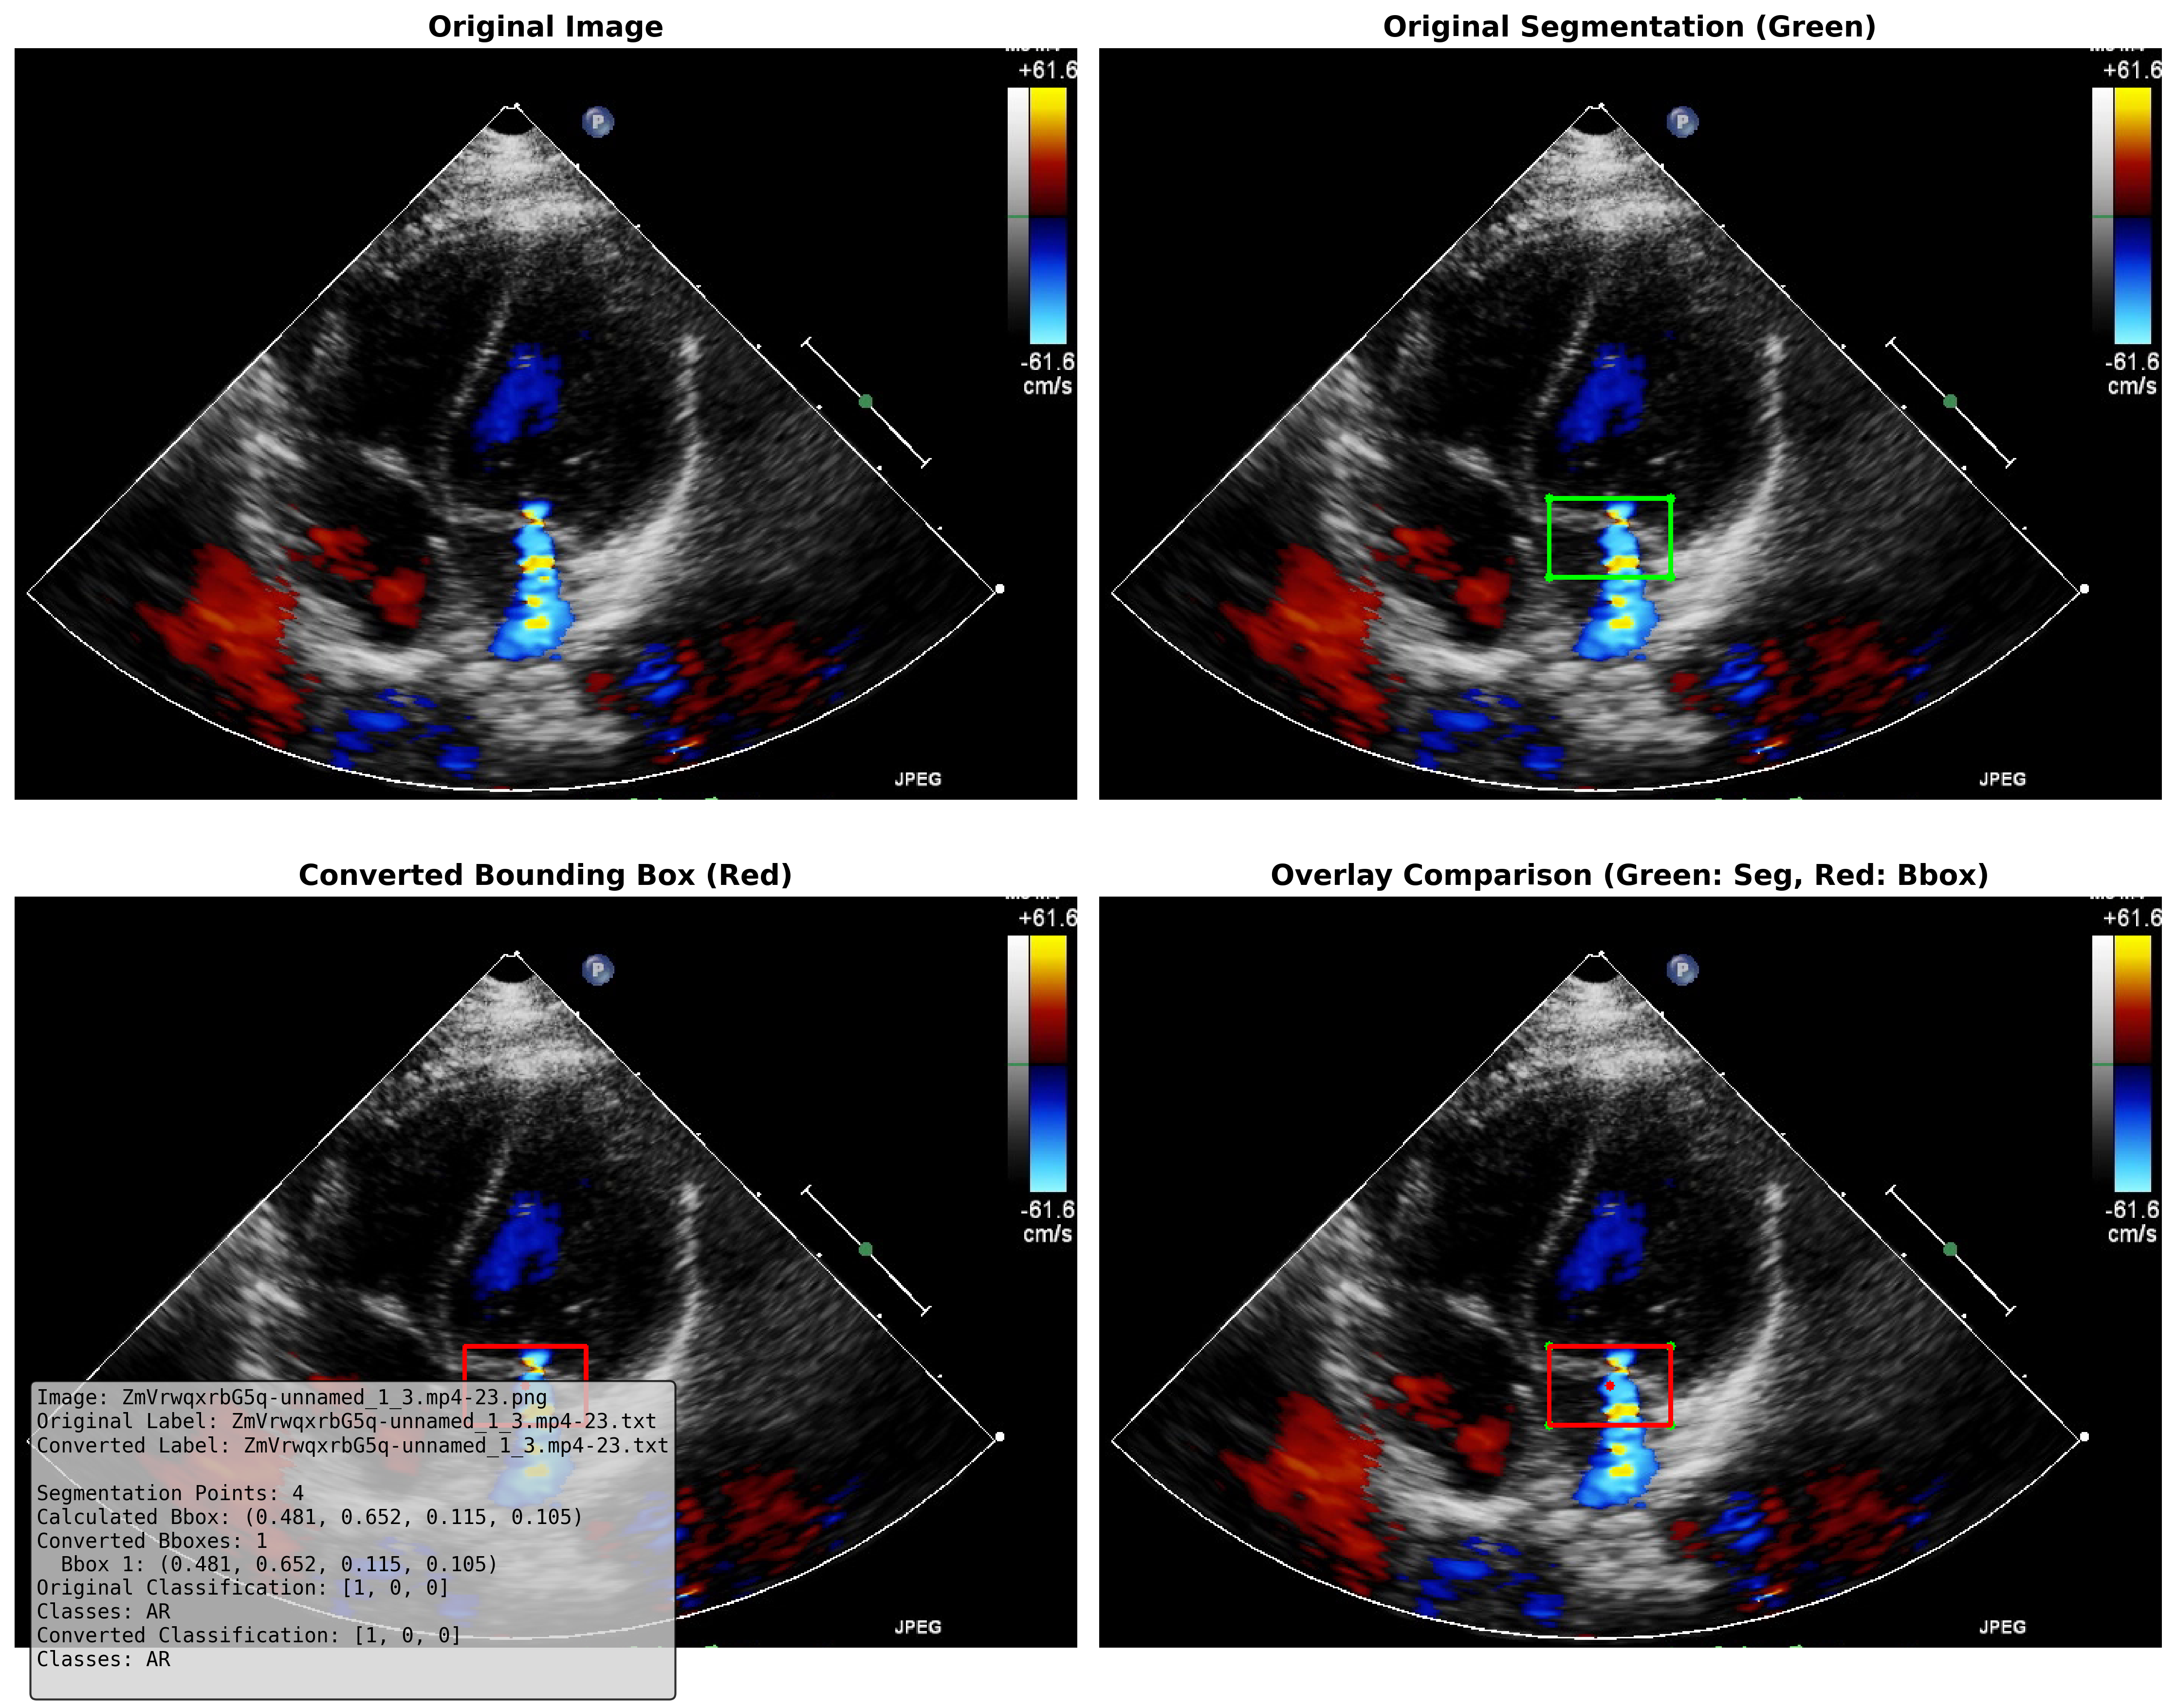 Original Image
Original Segmentation (Green)
+61.6
-61.6
cm/s
P
JPEG
+61.6
-61.6
cm/s
P
JPEG
Converted Bounding Box (Red)
Overlay Comparison (Green: Seg, Red: Bbox)
+61.6
-61.6
cm/s
P
JPEG
Image: ZmVrwqxrbG5q-unnamed_1_3.mp4-23.png
Original Label: ZmVrwqxrbG5q-unnamed_1_3.mp4-23.txt
Converted Label: ZmVrwqxrbG5q-unnamed_1_3.mp4-23.txt
Segmentation Points: 4
Calculated Bbox: (0.481, 0.652, 0.115, 0.105)
Converted Bboxes: 1
Bbox 1: (0.481, 0.652, 0.115, 0.105)
Original Classification: [1, 0, 0]
Classes: AR
Converted Classification: [1, 0, 0]
Classes: AR
+61.6
-61.6
cm/s
P
JPEG